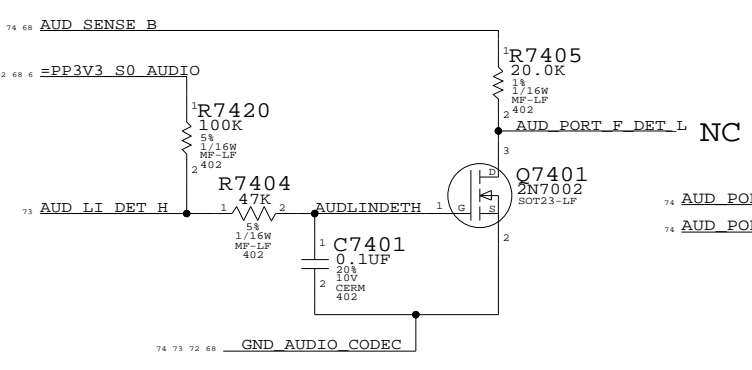 74 68 AUD_SENSE_B
1
R7405
20.0K
1%
1/16W
MF-LF
402
2
2 68 6 =PP3V3_S0_AUDIO
1
R7420
100K
5%
1/16W
MF-LF
402
2
AUD_PORT_F_DET_L
NC
3
D
Q7401
2N7002
SOT23-LF
G
S
1
2
R7404
47K
73 AUD_LI_DET_H
1
2
5%
1/16W
MF-LF
402
AUDLINDETH
1
C7401
0.1UF
20%
10V
CERM
402
2
74 AUD_POR
74 AUD_POR
74 73 72 68 GND_AUDIO_CODEC